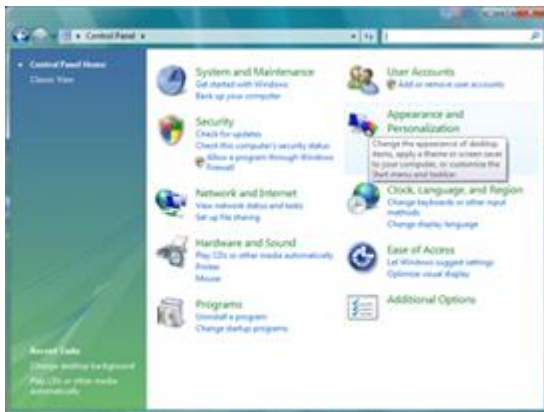 Control Panel
Control Panel Home
Classic View
System and Maintenance
Get started with Windows
Back up your computer
Security
Check for updates
Check this computer's security status
Allow a program through Windows
Firewall
Network and Internet
View network status and tasks
Set up file sharing
Hardware and Sound
Play CDs or other media automatically
Printer
Mouse
Programs
Uninstall a program
Change startup programs
User Accounts
Add or remove user accounts
Appearance and
Personalization
Change the appearance of desktop
items, apply a theme or screen saver
to your computer, or customize the
Start menu and taskbar.
Clock, Language, and Region
Change keyboards or other input
methods
Change display language
Ease of Access
Let Windows suggest settings
Optimize visual display
Additional Options
Recent Tasks
Change desktop background
Play CDs or other media
automatically